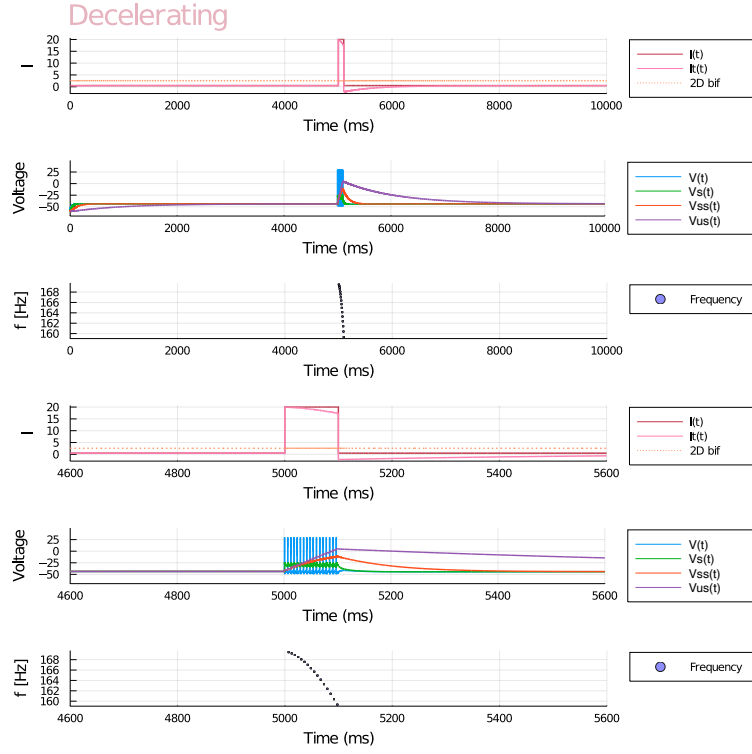 Decelerating
I
20
15
10
5
0
0 2000 4000 6000 8000 10000
Time (ms)
I(t)
It(t)
2D bif
Voltage
25
0
−25
−50
0 2000 4000 6000 8000 10000
Time (ms)
V(t)
Vs(t)
Vss(t)
Vus(t)
f [Hz]
168
166
164
162
160
0 2000 4000 6000 8000 10000
Time (ms)
Frequency
I
20
15
10
5
0
4600 4800 5000 5200 5400 5600
Time (ms)
I(t)
It(t)
2D bif
Voltage
25
0
−25
−50
4600 4800 5000 5200 5400 5600
Time (ms)
V(t)
Vs(t)
Vss(t)
Vus(t)
f [Hz]
168
166
164
162
160
4600 4800 5000 5200 5400 5600
Time (ms)
Frequency